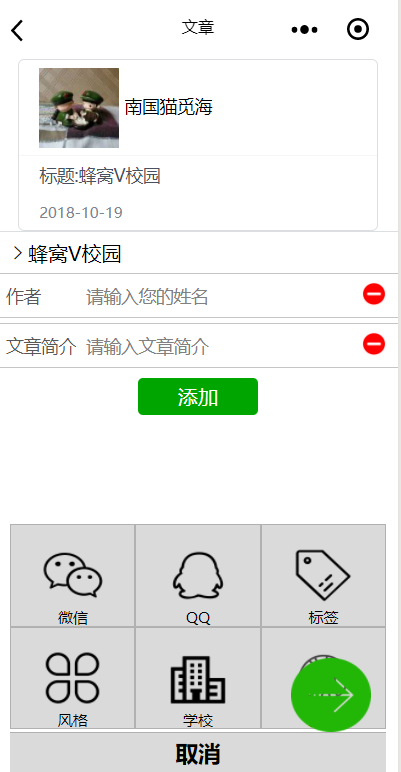 文章
南国猫觅海
标题:蜂窝V校园
2018-10-19
蜂窝V校园
作者 请输入您的姓名
文章简介 请输入文章简介
添加
微信 QQ 标签
风格 学校
取消